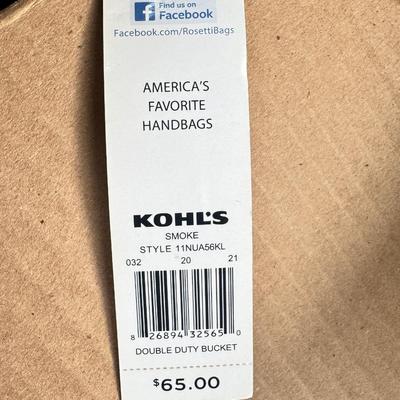 f Find us on
Facebook
Facebook.com/RosettiBags
AMERICA'S
FAVORITE
HANDBAGS
KOHL'S
SMOKE
STYLE 11NUA56KL
032 20 21
8 26894 32565 0
DOUBLE DUTY BUCKET
$65.00